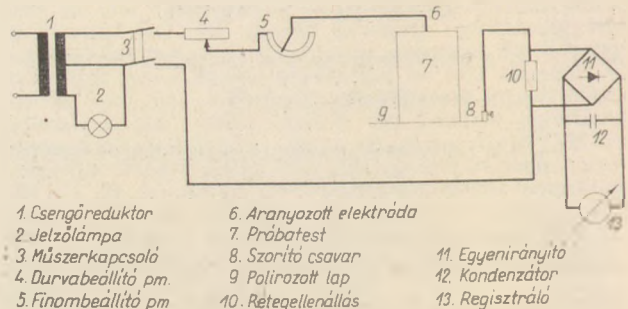 1
2
3
4
5
6
7
8
9
10
11
12
13
1. Csengőreduktor
2. Jelzőlámpa
3. Műszerkapcsoló
4. Durvabeállító pm.
5. Finombeállító pm
6. Aranyozott elektróda
7. Próbatest
8. Szorító csavar
9. Polirozott lap
10. Retegellenállás
11. Egyenirányító
12. Kondenzátor
13. Regisztráló